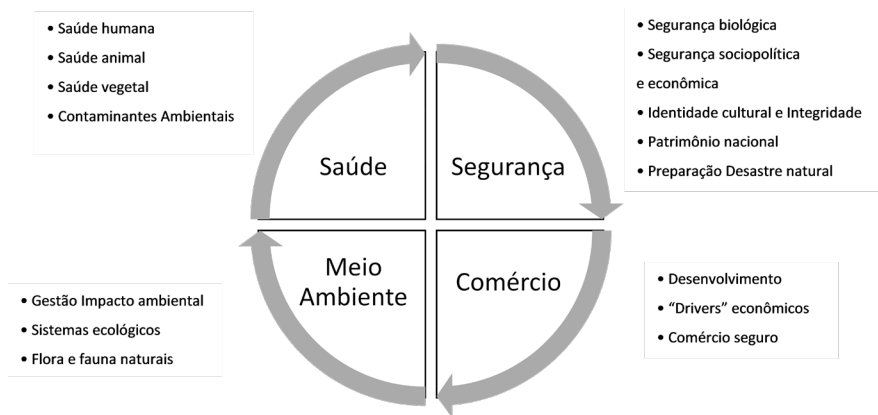 • Saúde humana
• Saúde animal
• Saúde vegetal
• Contaminantes Ambientais
• Segurança biológica
• Segurança sociopolítica
e econômica
• Identidade cultural e Integridade
• Patrimônio nacional
• Preparação Desastre natural
Saúde
Segurança
Meio
Ambiente
Comércio
• Gestão Impacto ambiental
• Sistemas ecológicos
• Flora e fauna naturais
• Desenvolvimento
• “Drivers” econômicos
• Comércio seguro